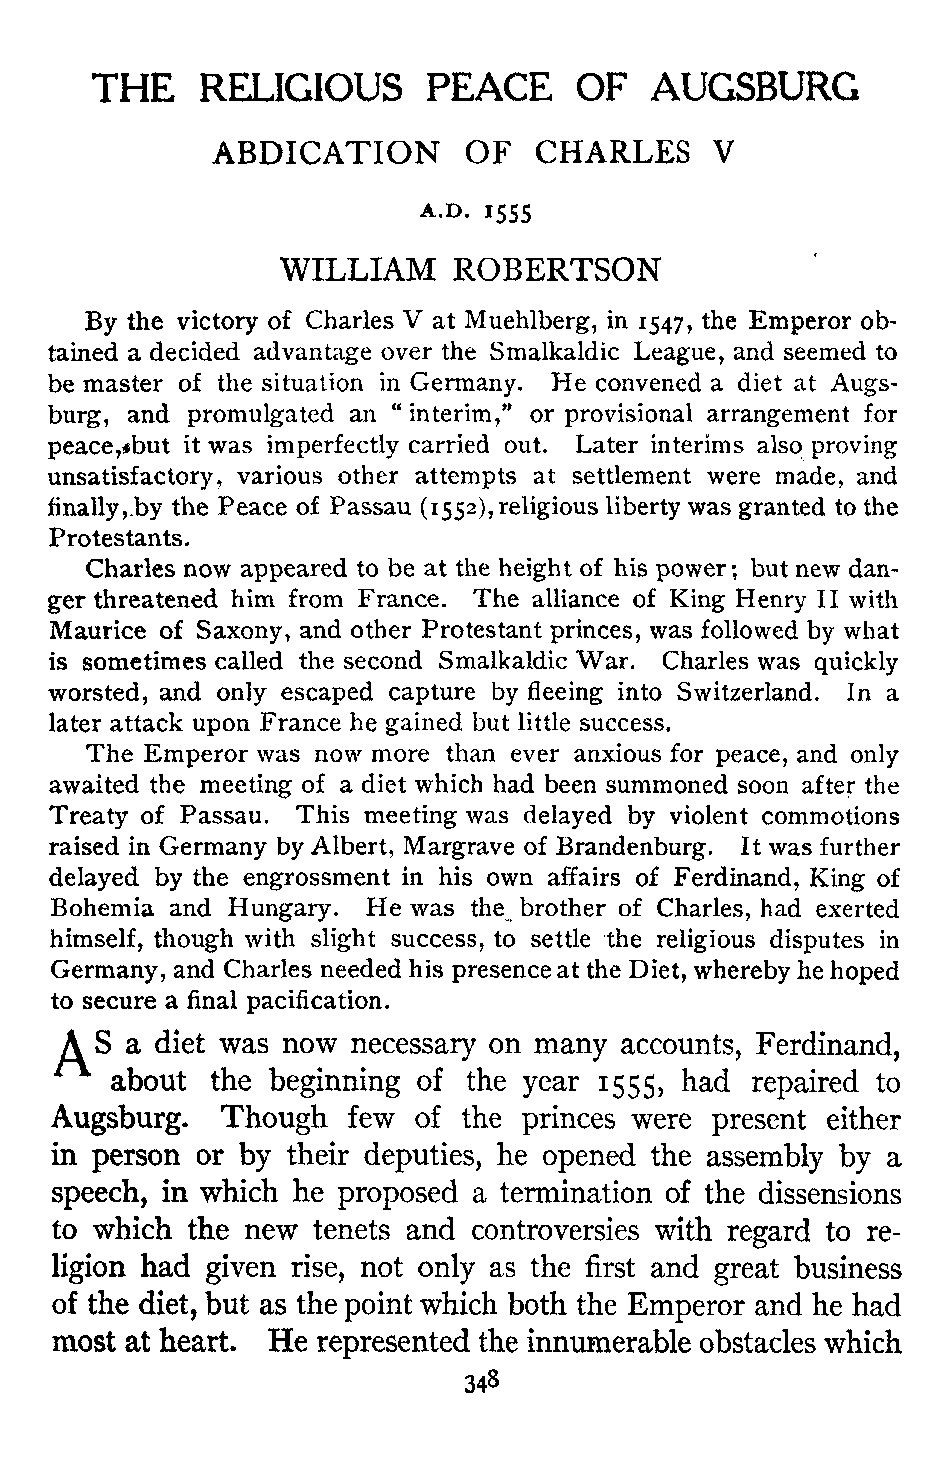 THE RELIGIOUS PEACE OF AUGSBURG
ABDICATION OF CHARLES V
A.D. 1555
WILLIAM ROBERTSON
By the victory of Charles V at Muehlberg, in 1547, the Emperor ob-
tained a decided advantage over the Smalkaldic League, and seemed to
be master of the situation in Germany. He convened a diet at Augs-
burg, and promulgated an "interim," or provisional arrangement for
peace, but it was imperfectly carried out. Later interims also proving
unsatisfactory, various other attempts at settlement were made, and
finally, by the Peace of Passau (1552), religious liberty was granted to the
Protestants.
Charles now appeared to be at the height of his power; but new dan-
ger threatened him from France. The alliance of King Henry II with
Maurice of Saxony, and other Protestant princes, was followed by what
is sometimes called the second Smalkaldic War. Charles was quickly
worsted, and only escaped capture by fleeing into Switzerland. In a
later attack upon France he gained but little success.
The Emperor was now more than ever anxious for peace, and only
awaited the meeting of a diet which had been summoned soon after the
Treaty of Passau. This meeting was delayed by violent commotions
raised in Germany by Albert, Margrave of Brandenburg. It was further
delayed by the engrossment in his own affairs of Ferdinand, King of
Bohemia and Hungary. He was the brother of Charles, had exerted
himself, though with slight success, to settle the religious disputes in
Germany, and Charles needed his presence at the Diet, whereby he hoped
to secure a final pacification.
AS a diet was now necessary on many accounts, Ferdinand,
about the beginning of the year 1555, had repaired to
Augsburg. Though few of the princes were present either
in person or by their deputies, he opened the assembly by a
speech, in which he proposed a termination of the dissensions
to which the new tenets and controversies with regard to re-
ligion had given rise, not only as the first and great business
of the diet, but as the point which both the Emperor and he had
most at heart. He represented the innumerable obstacles which
348